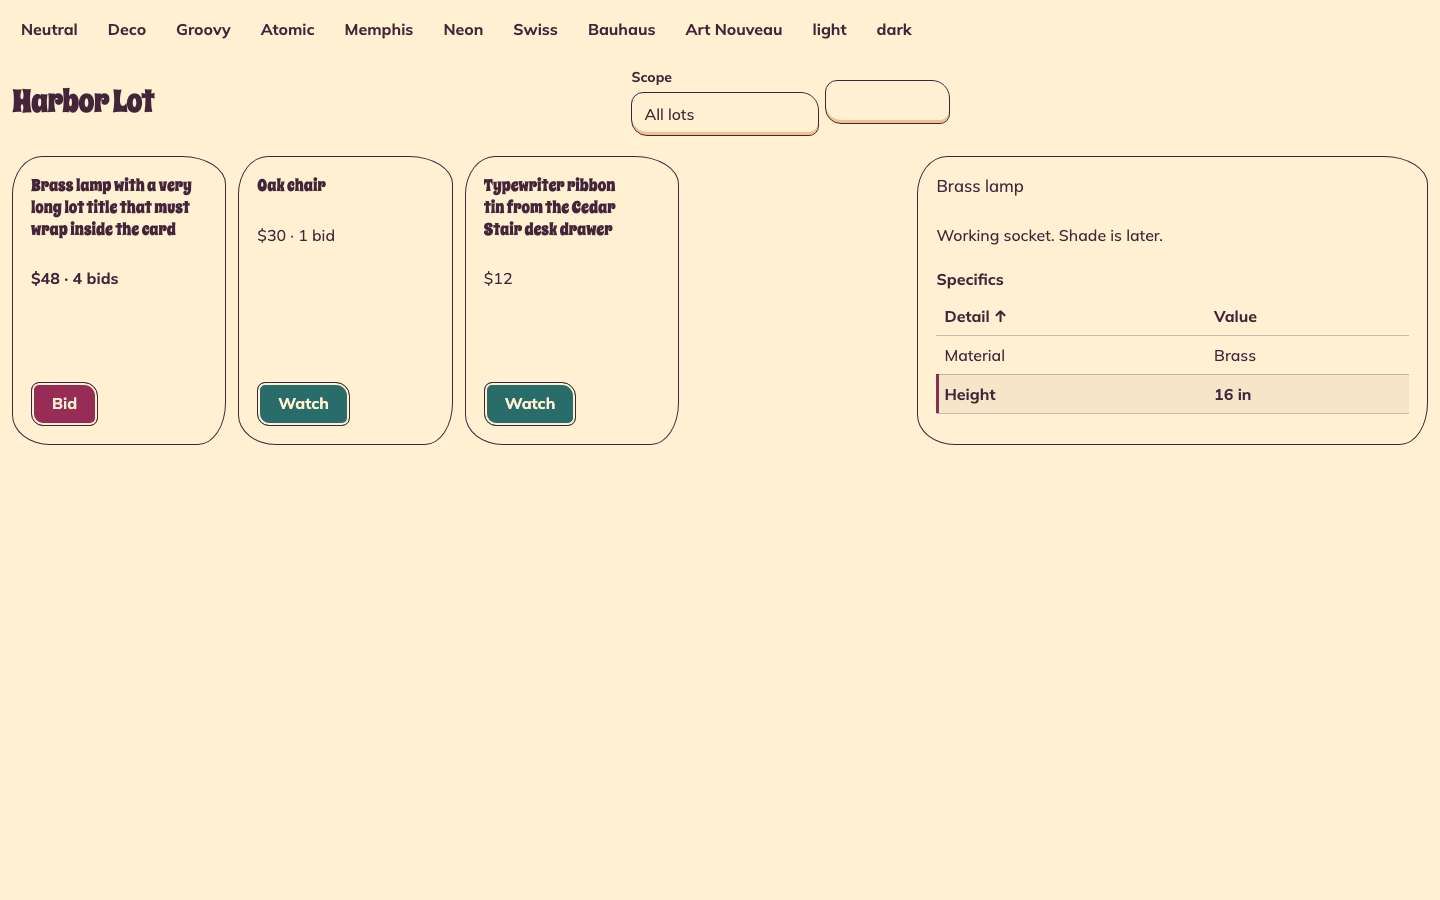 Neutral Deco Groovy Atomic Memphis Neon Swiss Bauhaus Art Nouveau light dark
Harbor Lot
Scope
All lots
Brass lamp with a very
long lot title that must
wrap inside the card
$48 · 4 bids
Bid
Oak chair
$30 · 1 bid
Watch
Typewriter ribbon
tin from the Cedar
Stair desk drawer
$12
Watch
Brass lamp
Working socket. Shade is later.
Specifics
Detail ↑ Value
Material Brass
Height 16 in